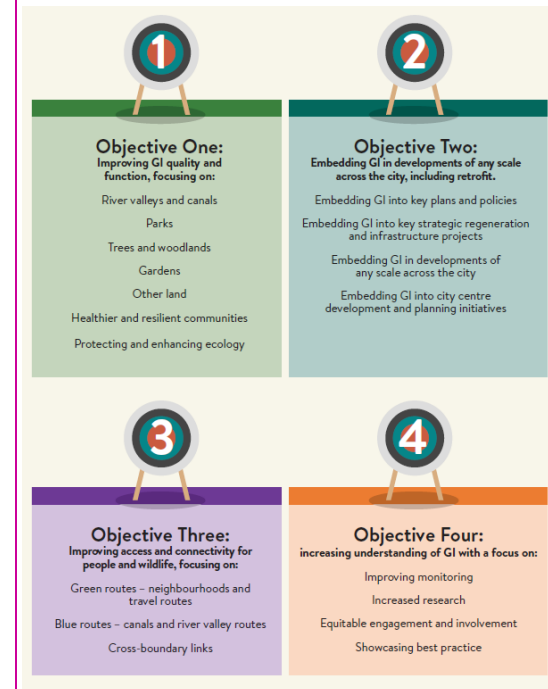 1
Objective One:
Improving GI quality and
function, focusing on:
River valleys and canals
Parks
Trees and woodlands
Gardens
Other land
Healthier and resilient communities
Protecting and enhancing ecology
2
Objective Two:
Embedding GI in developments of any scale
across the city, including retrofit.
Embedding GI into key plans and policies
Embedding GI into key strategic regeneration
and infrastructure projects
Embedding GI in developments of
any scale across the city
Embedding GI into city centre
development and planning initiatives
3
Objective Three:
Improving access and connectivity for
people and wildlife, focusing on:
Green routes – neighbourhoods and
travel routes
Blue routes – canals and river valley routes
Cross-boundary links
4
Objective Four:
increasing understanding of GI with a focus on:
Improving monitoring
Increased research
Equitable engagement and involvement
Showcasing best practice